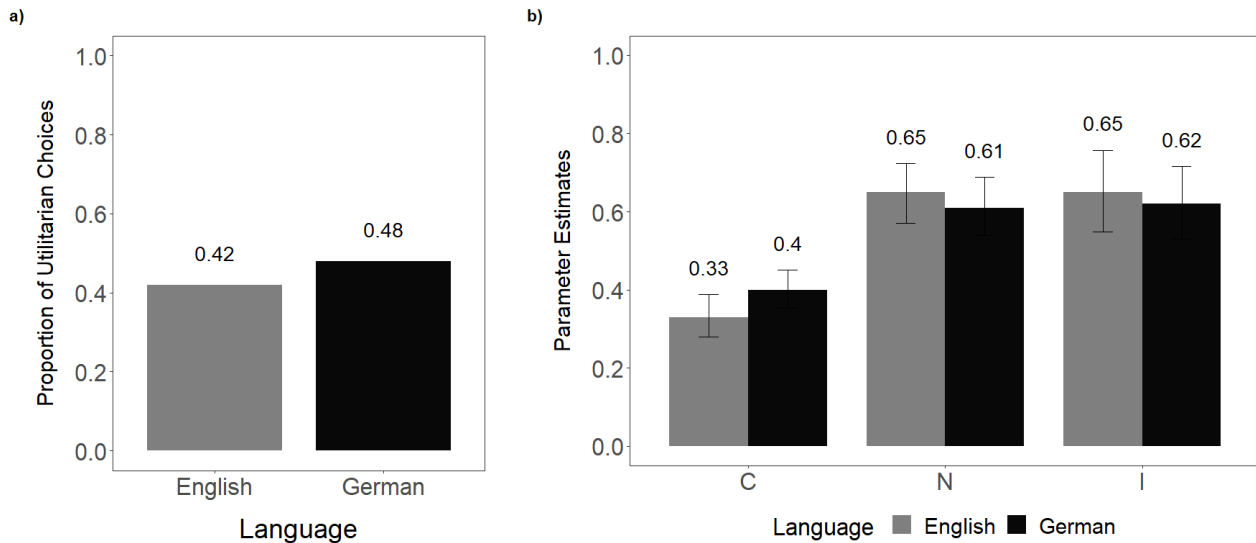 a)
Proportion of Utilitarian Choices
1.0
0.8
0.6
0.4
0.2
0.0
0.42
0.48
English German
Language
b)
Parameter Estimates
1.0
0.8
0.6
0.4
0.2
0.0
0.33 0.4
0.65 0.61
0.65 0.62
C N I
Language English German